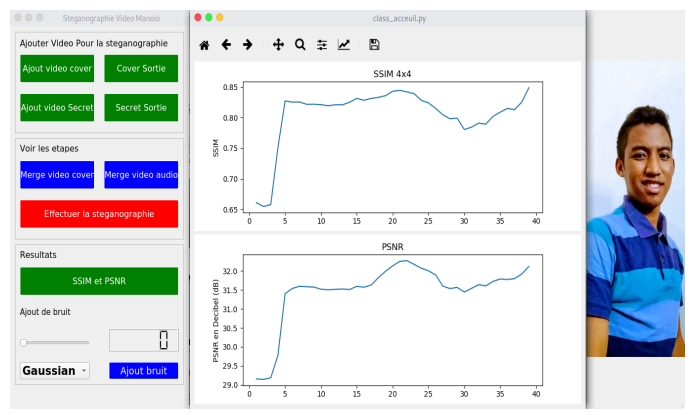 Steganographie Video Manolo
Ajouter Video Pour la steganographie
Ajout video cover
Cover Sortie
Ajout video Secret
Secret Sortie
Voir les etapes
Merge video cover
Merge video audio
Effectuer la steganographie
Resultats
SSIM et PSNR
Ajout de bruit
0
Gaussian
Ajout bruit
class_acceuil.py
SSIM 4x4
SSIM
0.85
0.80
0.75
0.70
0.65
0 5 10 15 20 25 30 35 40
PSNR
PSNR en Decibel (dB)
32.0
31.5
31.0
30.5
30.0
29.5
29.0
0 5 10 15 20 25 30 35 40